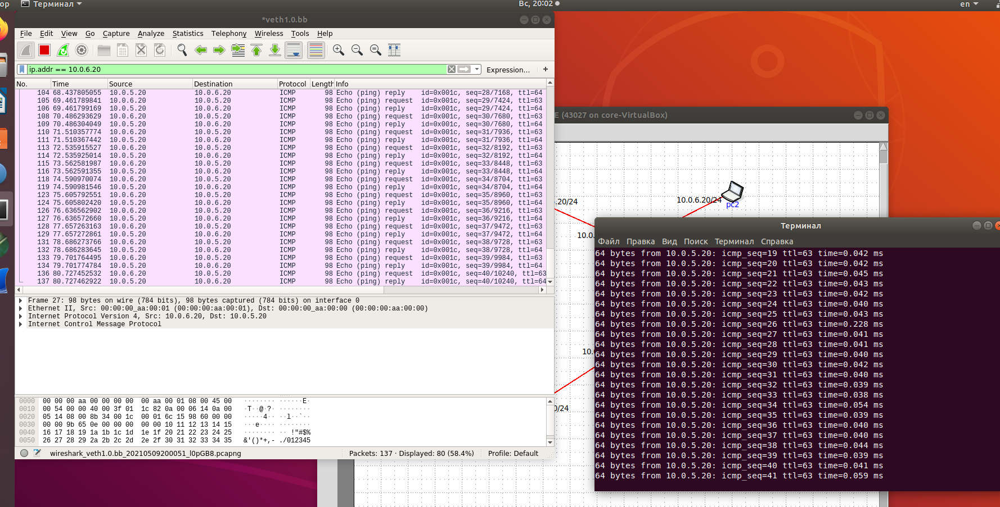 ор Терминал Вс, 20:02 en
*veth1.0.bb
File Edit View Go Capture Analyze Statistics Telephony Wireless Tools Help
ip.addr == 10.0.6.20 Expression... +
No. Time Source Destination Protocol Length Info
104 68.437805055 10.0.5.20 10.0.6.20 ICMP 98 Echo (ping) reply id=0x001c, seq=28/7168, ttl=64
105 69.461789841 10.0.6.20 10.0.5.20 ICMP 98 Echo (ping) request id=0x001c, seq=29/7424, ttl=63
106 69.461799169 10.0.5.20 10.0.6.20 ICMP 98 Echo (ping) reply id=0x001c, seq=29/7424, ttl=64
108 70.486293629 10.0.6.20 10.0.5.20 ICMP 98 Echo (ping) request id=0x001c, seq=30/7680, ttl=63
109 70.486304049 10.0.5.20 10.0.6.20 ICMP 98 Echo (ping) reply id=0x001c, seq=30/7680, ttl=64
110 71.510357774 10.0.6.20 10.0.5.20 ICMP 98 Echo (ping) request id=0x001c, seq=31/7936, ttl=63
111 71.510367442 10.0.5.20 10.0.6.20 ICMP 98 Echo (ping) reply id=0x001c, seq=31/7936, ttl=64
113 72.535915527 10.0.6.20 10.0.5.20 ICMP 98 Echo (ping) request id=0x001c, seq=32/8192, ttl=63
114 72.535925014 10.0.5.20 10.0.6.20 ICMP 98 Echo (ping) reply id=0x001c, seq=32/8192, ttl=64
115 73.562581987 10.0.6.20 10.0.5.20 ICMP 98 Echo (ping) request id=0x001c, seq=33/8448, ttl=63
116 73.562591355 10.0.5.20 10.0.6.20 ICMP 98 Echo (ping) reply id=0x001c, seq=33/8448, ttl=64
118 74.590970074 10.0.6.20 10.0.5.20 ICMP 98 Echo (ping) request id=0x001c, seq=34/8704, ttl=63
119 74.590981546 10.0.5.20 10.0.6.20 ICMP 98 Echo (ping) reply id=0x001c, seq=34/8704, ttl=64
123 75.605792551 10.0.6.20 10.0.5.20 ICMP 98 Echo (ping) request id=0x001c, seq=35/8960, ttl=63
124 75.605802420 10.0.5.20 10.0.6.20 ICMP 98 Echo (ping) reply id=0x001c, seq=35/8960, ttl=64
126 76.636562902 10.0.6.20 10.0.5.20 ICMP 98 Echo (ping) request id=0x001c, seq=36/9216, ttl=63
127 76.636572660 10.0.5.20 10.0.6.20 ICMP 98 Echo (ping) reply id=0x001c, seq=36/9216, ttl=64
128 77.657263163 10.0.6.20 10.0.5.20 ICMP 98 Echo (ping) request id=0x001c, seq=37/9472, ttl=63
129 77.657272861 10.0.5.20 10.0.6.20 ICMP 98 Echo (ping) reply id=0x001c, seq=37/9472, ttl=64
131 78.686273766 10.0.6.20 10.0.5.20 ICMP 98 Echo (ping) request id=0x001c, seq=38/9728, ttl=63
132 78.686283645 10.0.5.20 10.0.6.20 ICMP 98 Echo (ping) reply id=0x001c, seq=38/9728, ttl=64
133 79.701764495 10.0.6.20 10.0.5.20 ICMP 98 Echo (ping) request id=0x001c, seq=39/9984, ttl=63
134 79.701774784 10.0.5.20 10.0.6.20 ICMP 98 Echo (ping) reply id=0x001c, seq=39/9984, ttl=64
136 80.727452532 10.0.6.20 10.0.5.20 ICMP 98 Echo (ping) request id=0x001c, seq=40/10240, ttl=63
137 80.727462922 10.0.5.20 10.0.6.20 ICMP 98 Echo (ping) reply id=0x001c, seq=40/10240, ttl=64
Frame 27: 98 bytes on wire (784 bits), 98 bytes captured (784 bits) on interface 0
Ethernet II, Src: 00:00:00_aa:00:01 (00:00:00:aa:00:01), Dst: 00:00:00_aa:00:00 (00:00:00:aa:00:00)
Internet Protocol Version 4, Src: 10.0.6.20, Dst: 10.0.5.20
Internet Control Message Protocol
0000 00 00 00 aa 00 00 00 00 00 aa 00 01 08 00 45 00 ········ ······E·
0010 00 54 00 00 40 00 3f 01 1c 82 0a 00 06 14 0a 00 ·T··@·?· ········
0020 05 14 08 00 8b 34 00 1c 00 01 6c 15 98 60 00 00 ·····4·· ··l··`··
0030 00 00 9b 65 0e 00 00 00 00 00 10 11 12 13 14 15 ···e···· ········
0040 16 17 18 19 1a 1b 1c 1d 1e 1f 20 21 22 23 24 25 ········ ·· !"#$%
0050 26 27 28 29 2a 2b 2c 2d 2e 2f 30 31 32 33 34 35 &'()*+,- ./012345
wireshark_veth1.0.bb_20210509200051_l0pGB8.pcapng Packets: 137 · Displayed: 80 (58.4%) Profile: Default
E (43027 on core-VirtualBox)
.20/24
10.0.6.20/24
pc2
10.0.
10.
0/24
Терминал
Файл Правка Вид Поиск Терминал Справка
64 bytes from 10.0.5.20: icmp_seq=19 ttl=63 time=0.042 ms
64 bytes from 10.0.5.20: icmp_seq=20 ttl=63 time=0.042 ms
64 bytes from 10.0.5.20: icmp_seq=21 ttl=63 time=0.045 ms
64 bytes from 10.0.5.20: icmp_seq=22 ttl=63 time=0.043 ms
64 bytes from 10.0.5.20: icmp_seq=23 ttl=63 time=0.042 ms
64 bytes from 10.0.5.20: icmp_seq=24 ttl=63 time=0.040 ms
64 bytes from 10.0.5.20: icmp_seq=25 ttl=63 time=0.043 ms
64 bytes from 10.0.5.20: icmp_seq=26 ttl=63 time=0.228 ms
64 bytes from 10.0.5.20: icmp_seq=27 ttl=63 time=0.041 ms
64 bytes from 10.0.5.20: icmp_seq=28 ttl=63 time=0.041 ms
64 bytes from 10.0.5.20: icmp_seq=29 ttl=63 time=0.040 ms
64 bytes from 10.0.5.20: icmp_seq=30 ttl=63 time=0.042 ms
64 bytes from 10.0.5.20: icmp_seq=31 ttl=63 time=0.040 ms
64 bytes from 10.0.5.20: icmp_seq=32 ttl=63 time=0.039 ms
64 bytes from 10.0.5.20: icmp_seq=33 ttl=63 time=0.038 ms
64 bytes from 10.0.5.20: icmp_seq=34 ttl=63 time=0.054 ms
64 bytes from 10.0.5.20: icmp_seq=35 ttl=63 time=0.039 ms
64 bytes from 10.0.5.20: icmp_seq=36 ttl=63 time=0.040 ms
64 bytes from 10.0.5.20: icmp_seq=37 ttl=63 time=0.040 ms
64 bytes from 10.0.5.20: icmp_seq=38 ttl=63 time=0.044 ms
64 bytes from 10.0.5.20: icmp_seq=39 ttl=63 time=0.039 ms
64 bytes from 10.0.5.20: icmp_seq=40 ttl=63 time=0.041 ms
64 bytes from 10.0.5.20: icmp_seq=41 ttl=63 time=0.059 ms